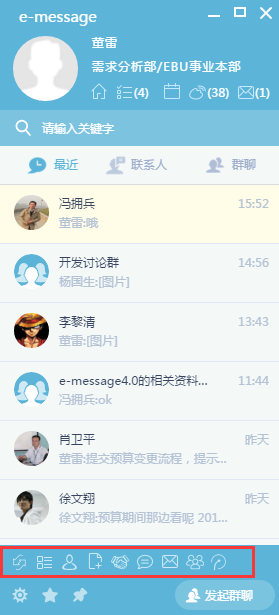 e-message
董雷
需求分析部/EBU事业本部
(4) (38) (1)
请输入关键字
最近 联系人 群聊
冯拥兵 15:52
董雷:哦
开发讨论群 14:56
杨国生:[图片]
李黎清 13:43
董雷:[图片]
e-message4.0的相关资料... 11:44
冯拥兵:ok
肖卫平 昨天
董雷:提交预算变更流程，提示...
徐文翔 昨天
徐文翔:预算期间那边看呢 201...
发起群聊